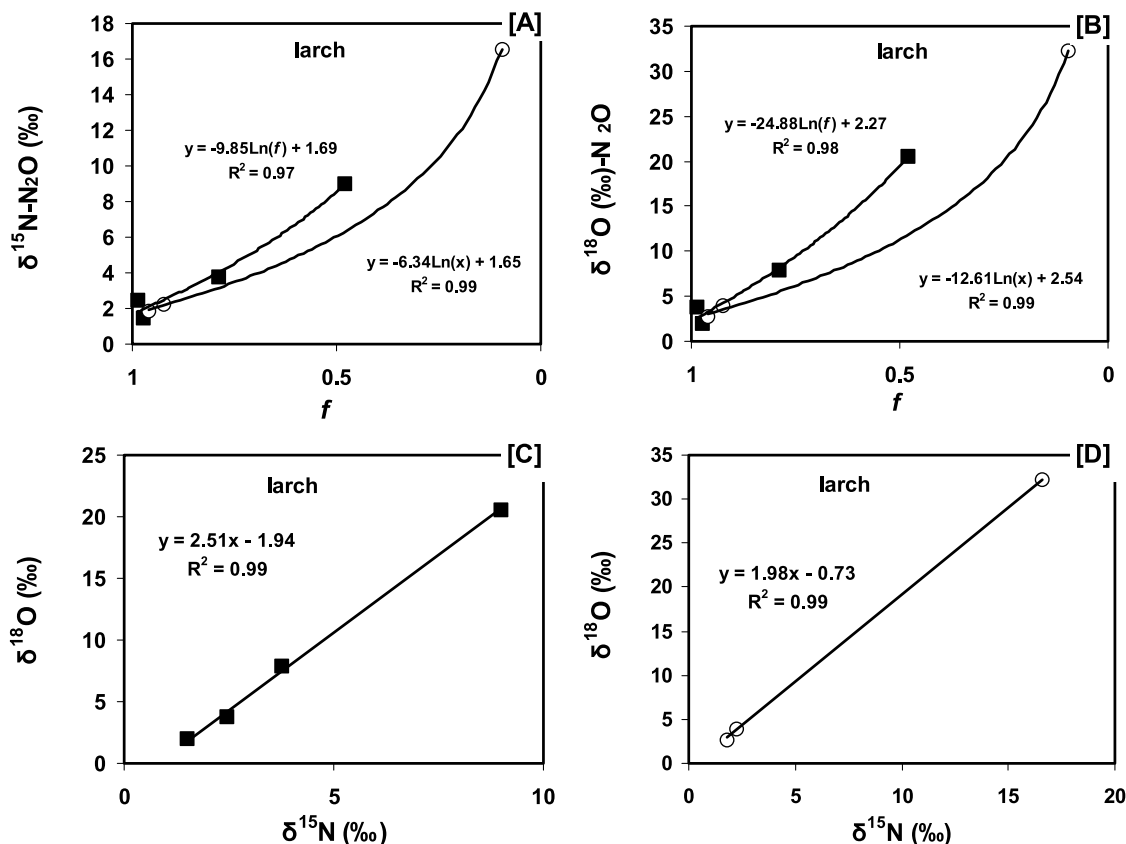 [A]
larch
18
16
14
12
10
8
6
4
2
0
δ¹⁵N-N₂O (‰)
y = -9.85Ln(f) + 1.69
R² = 0.97
y = -6.34Ln(x) + 1.65
R² = 0.99
1
0.5
0
f
[B]
larch
35
30
25
20
15
10
5
0
δ¹⁸O (‰)-N ₂O
y = -24.88Ln(f) + 2.27
R² = 0.98
y = -12.61Ln(x) + 2.54
R² = 0.99
1
0.5
0
f
[C]
larch
25
20
15
10
5
0
δ¹⁸O (‰)
y = 2.51x - 1.94
R² = 0.99
0
5
10
δ¹⁵N (‰)
[D]
larch
35
30
25
20
15
10
5
0
δ¹⁸O (‰)
y = 1.98x - 0.73
R² = 0.99
0
5
10
15
20
δ¹⁵N (‰)